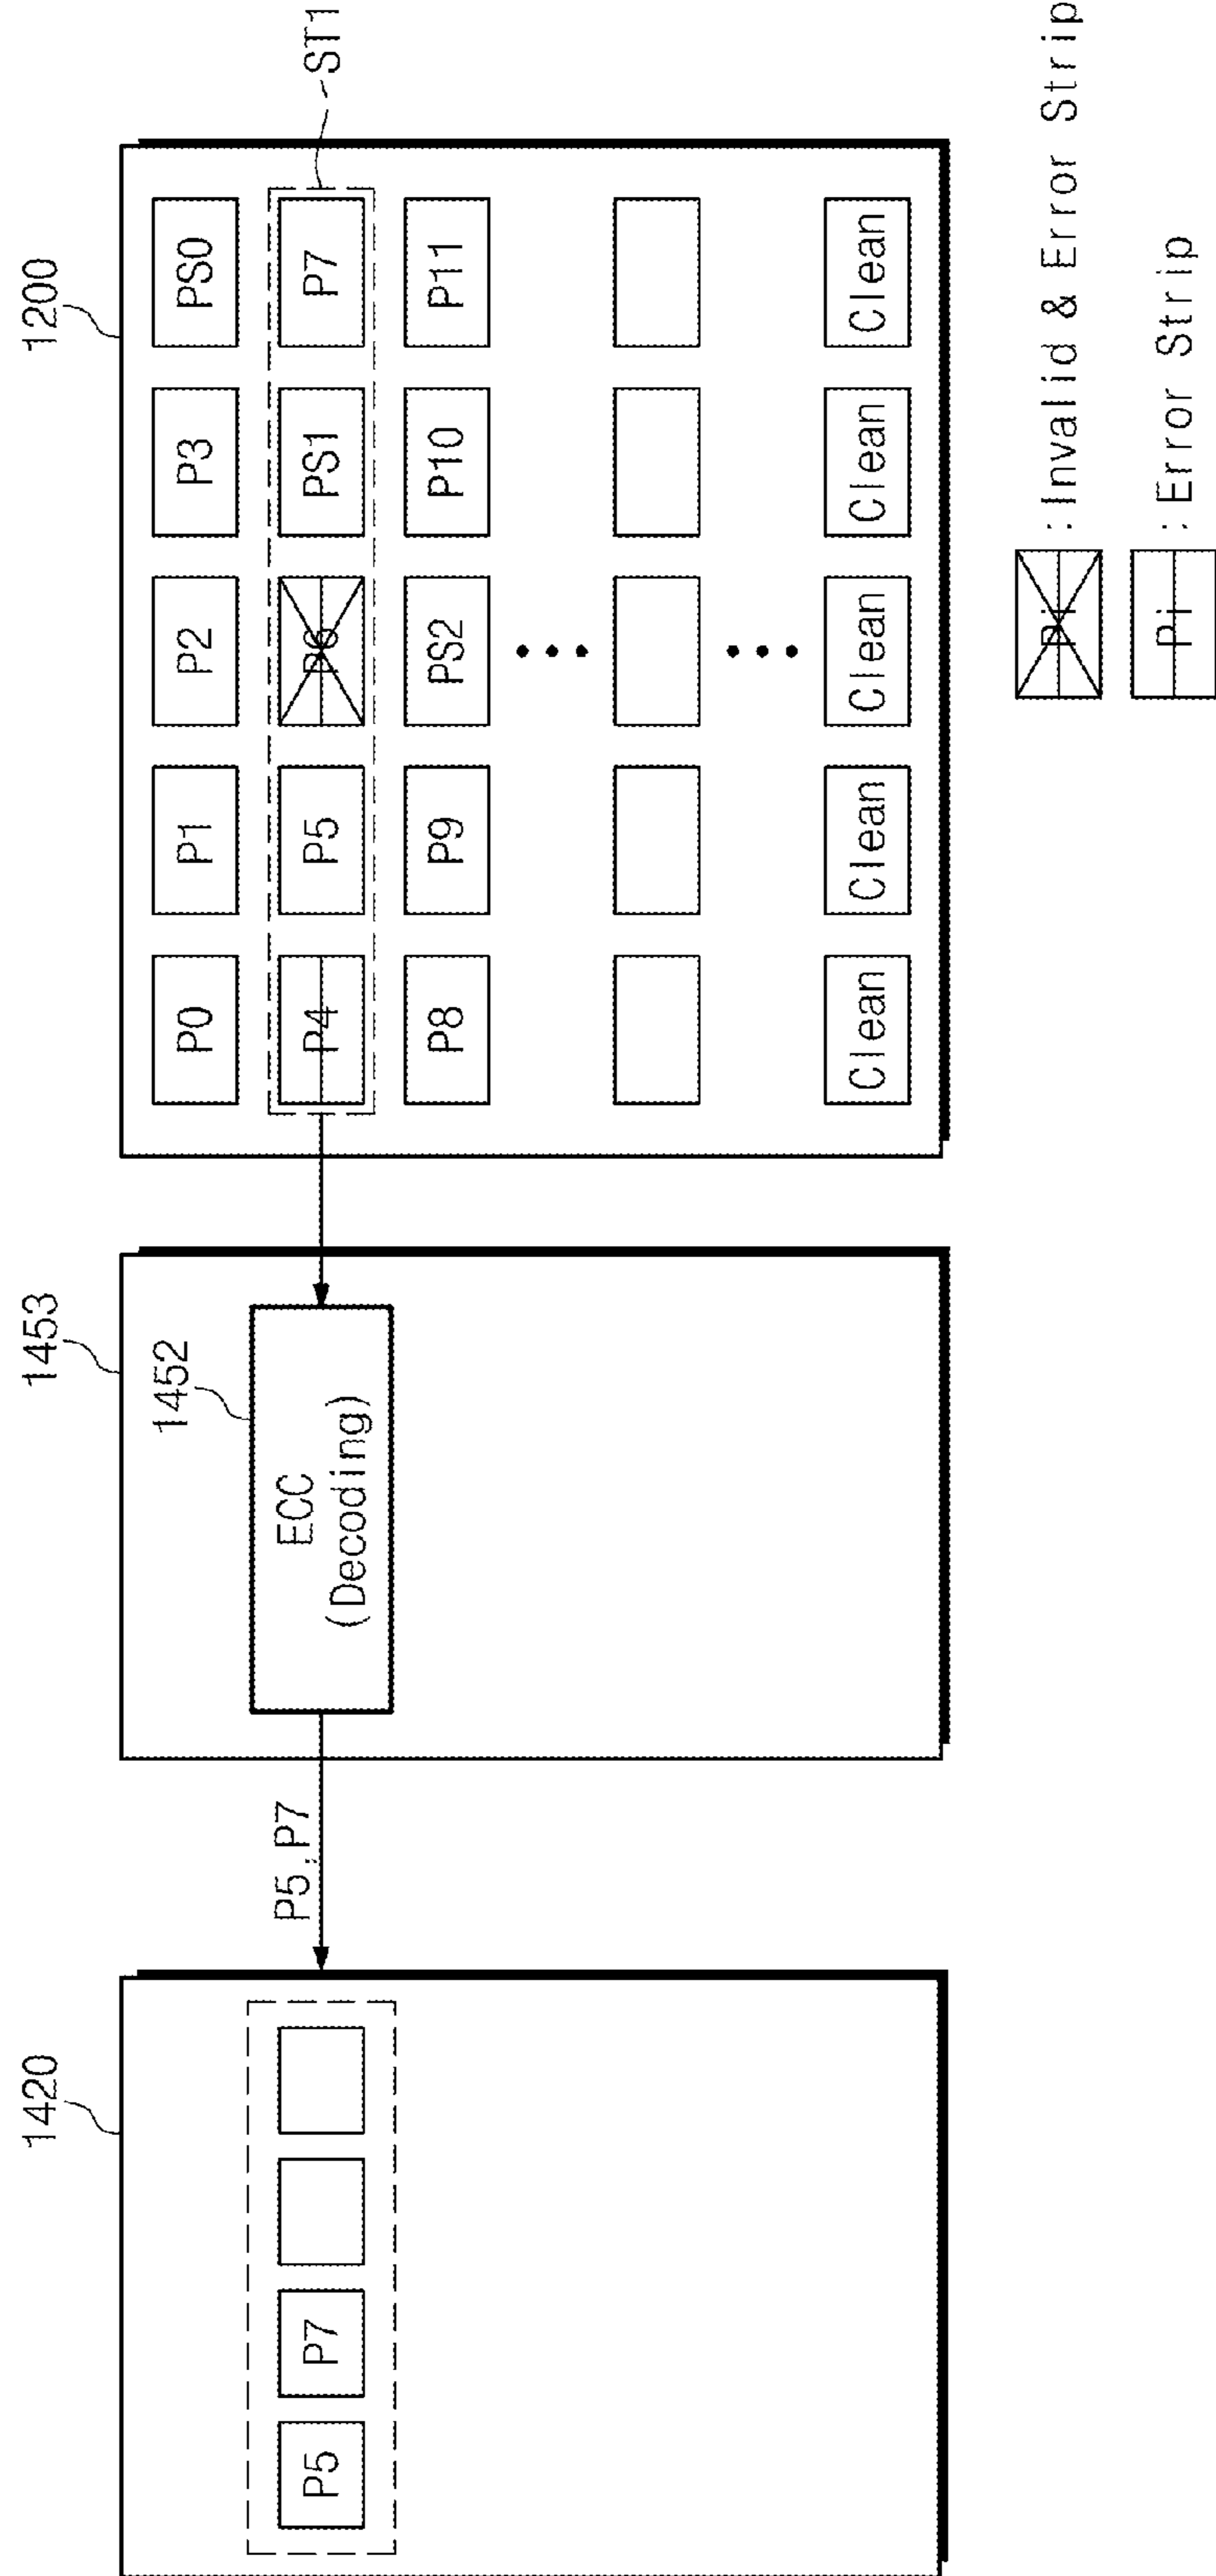 1420
1453
1200
1452
P5
P7
P5,P7
ECC
(Decoding)
P0
P1
P2
P3
PS0
P4
P5
P6
PS1
P7
ST1
P8
P9
PS2
P10
P11
Clean
Clean
Clean
Clean
Clean
Pi
:Invalid & Error Strip
Pi
:Error Strip